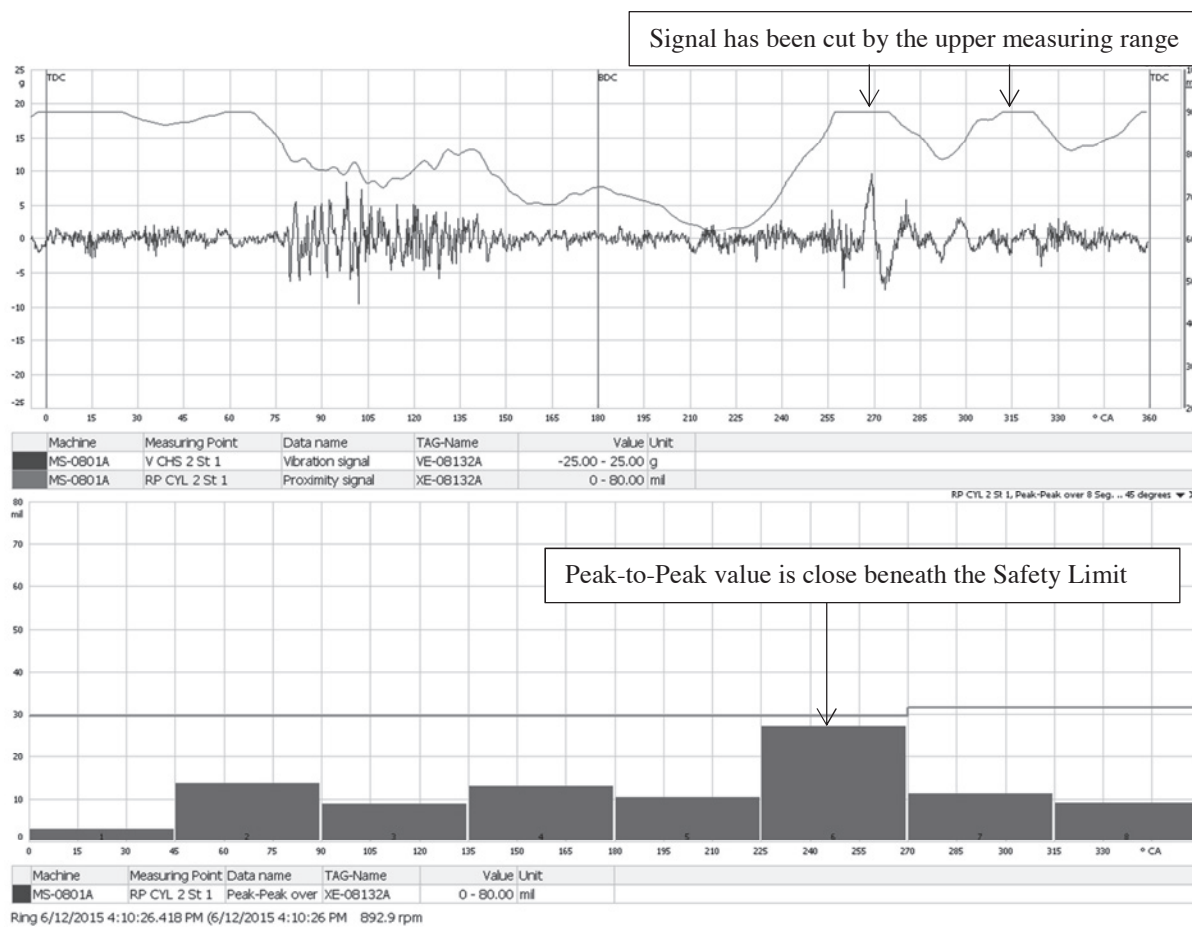 Signal has been cut by the upper measuring range
25
g
20
15
10
5
0
-5
-10
-15
-20
-25
TDC
BDC
TDC
0 15 30 45 60 75 90 105 120 135 150 165 180 195 210 225 240 255 270 285 300 315 330 ° CA 360
Machine Measuring Point Data name TAG-Name Value Unit
MS-0801A V CHS 2 St 1 Vibration signal VE-08132A -25.00 - 25.00 g
MS-0801A RP CYL 2 St 1 Proximity signal XE-08132A 0 - 80.00 mil
RP CYL 2 St 1, Peak-Peak over 8 Seg. .. 45 degrees
80
mil
70
60
50
40
30
20
10
0
Peak-to-Peak value is close beneath the Safety Limit
1 2 3 4 5 6 7 8
0 15 30 45 60 75 90 105 120 135 150 165 180 195 210 225 240 255 270 285 300 315 330 ° CA
Machine Measuring Point Data name TAG-Name Value Unit
MS-0801A RP CYL 2 St 1 Peak-Peak over XE-08132A 0 - 80.00 mil
Ring 6/12/2015 4:10:26.418 PM (6/12/2015 4:10:26 PM 892.9 rpm